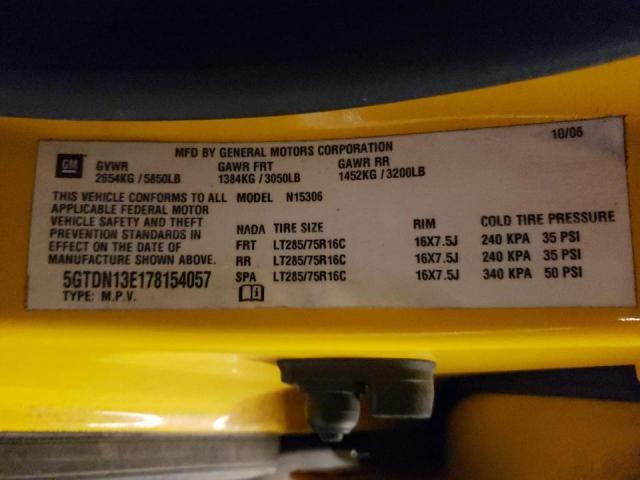 10/06
MFD BY GENERAL MOTORS CORPORATION
GM
GVWR GAWR FRT GAWR RR
2654KG / 5850LB 1384KG / 3050LB 1452KG / 3200LB
THIS VEHICLE CONFORMS TO ALL MODEL N15306
APPLICABLE FEDERAL MOTOR
VEHICLE SAFETY AND THEFT
PREVENTION STANDARDS IN
EFFECT ON THE DATE OF
MANUFACTURE SHOWN ABOVE.
5GTDN13E178154057
TYPE: M.P.V.
NADA TIRE SIZE RIM COLD TIRE PRESSURE
FRT LT285/75R16C 16X7.5J 240 KPA 35 PSI
RR LT285/75R16C 16X7.5J 240 KPA 35 PSI
SPA LT285/75R16C 16X7.5J 340 KPA 50 PSI